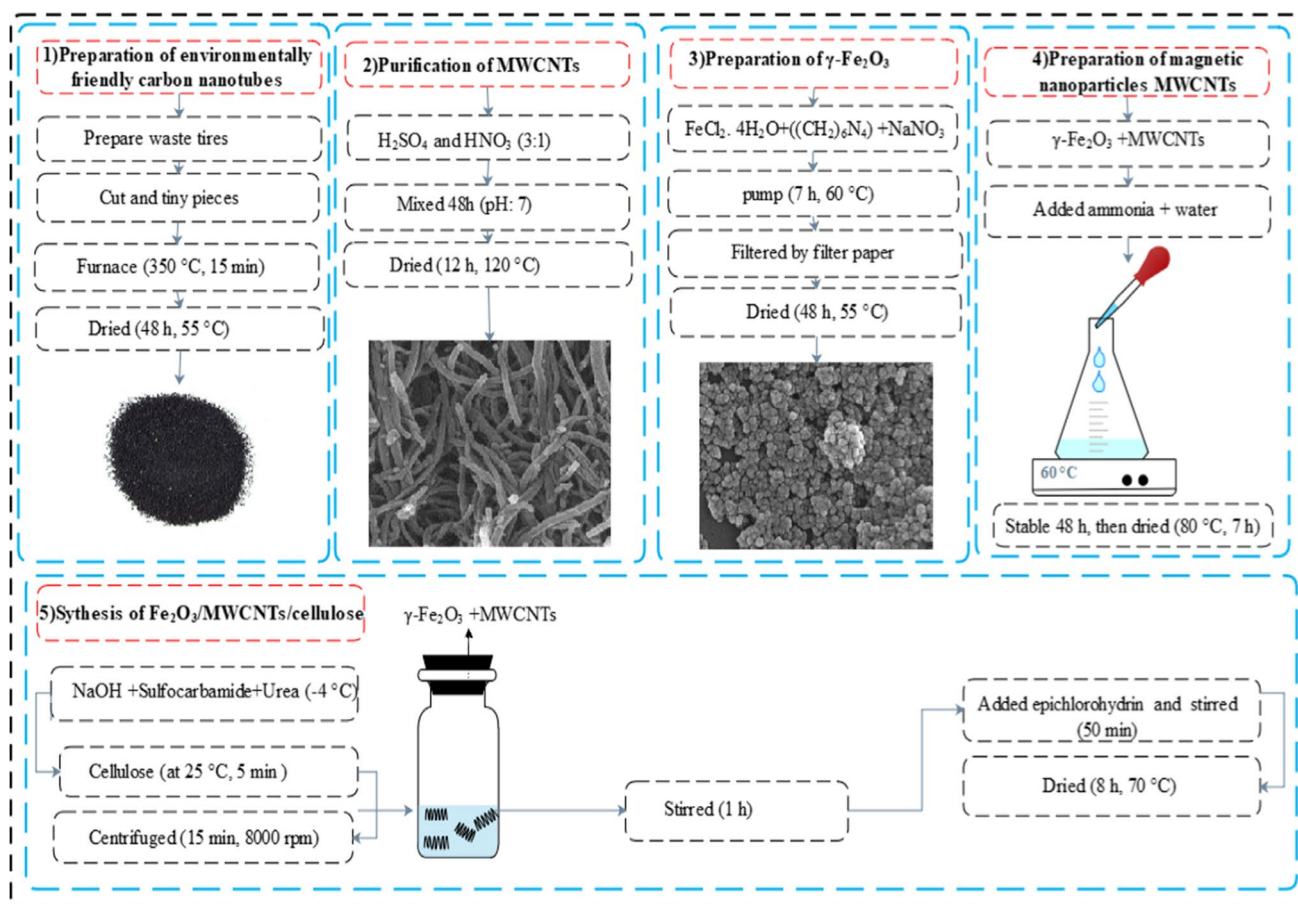 1)Preparation of environmentally
friendly carbon nanotubes
Prepare waste tires
Cut and tiny pieces
Furnace (350 °C, 15 min)
Dried (48 h, 55 °C)
2)Purification of MWCNTs
H₂SO₄ and HNO₃ (3:1)
Mixed 48h (pH: 7)
Dried (12 h, 120 °C)
3)Preparation of γ-Fe₂O₃
FeCl₂. 4H₂O+((CH₂)₆N₄) +NaNO₃
pump (7 h, 60 °C)
Filtered by filter paper
Dried (48 h, 55 °C)
4)Preparation of magnetic
nanoparticles MWCNTs
γ-Fe₂O₃ +MWCNTs
Added ammonia + water
60°C
Stable 48 h, then dried (80 °C, 7 h)
5)Sythesis of Fe₂O₃/MWCNTs/cellulose
NaOH +Sulfocarbamide+Urea (-4 °C)
Cellulose (at 25 °C, 5 min )
Centrifuged (15 min, 8000 rpm)
γ-Fe₂O₃ +MWCNTs
Stirred (1 h)
Added epichlorohydrin and stirred
(50 min)
Dried (8 h, 70 °C)